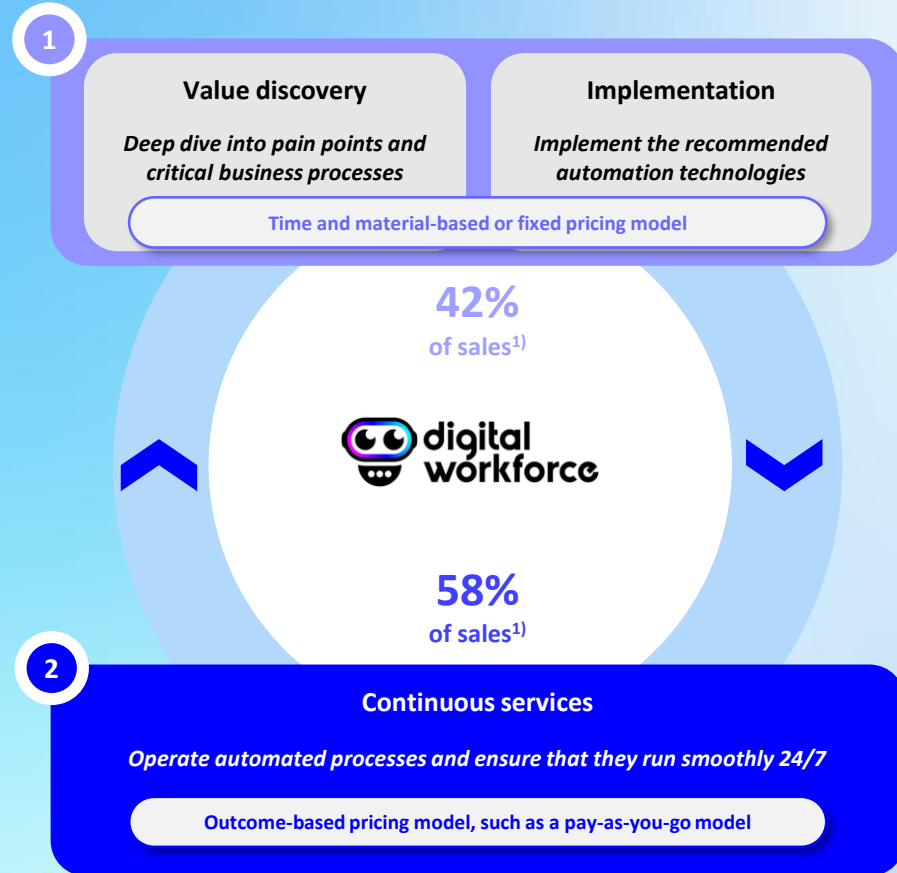 1
Value discovery
Deep dive into pain points and
critical business processes
Implementation
Implement the recommended
automation technologies
Time and material-based or fixed pricing model
42%
of sales1)
digital
workforce
58%
of sales1)
2
Continuous services
Operate automated processes and ensure that they run smoothly 24/7
Outcome-based pricing model, such as a pay-as-you-go model